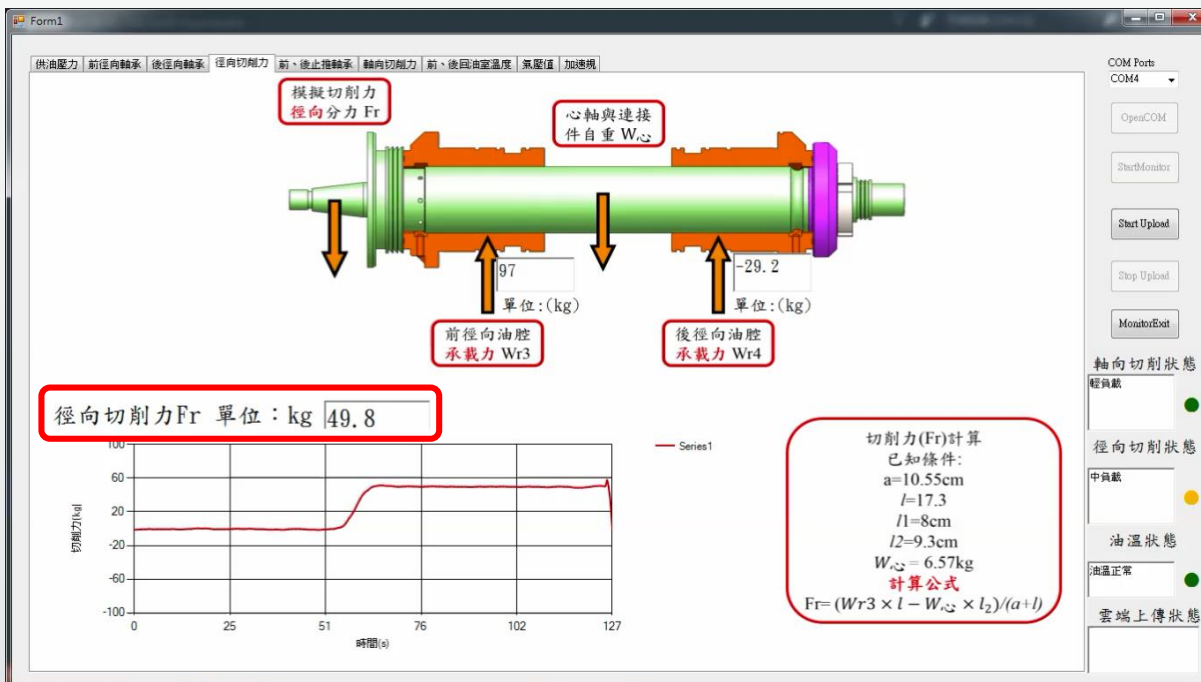 Form1
供油壓力 前徑向軸承 後徑向軸承 徑向切削力 前、後止推軸承 軸向切削力 前、後回油室溫度 氣壓值 加速規
模擬切削力
徑向分力 Fr
心軸與連接
件自重 W心
97
單位:(kg)
-29.2
單位:(kg)
前徑向油腔
承載力 Wr3
後徑向油腔
承載力 Wr4
徑向切削力Fr 單位：kg 49.8
切削力(kg)
100
60
20
-20
-60
-100
0 25 51 76 102 127
時間(s)
Series1
切削力(Fr)計算
已知條件:
a=10.55cm
l=17.3
l1=8cm
l2=9.3cm
W心 = 6.57kg
計算公式
Fr= (Wr3 × l − W心 × l₂)/(a+l)
COM Ports
COM4
OpenCOM
StartMonitor
Start Upload
Stop Upload
MonitorExit
軸向切削狀態
輕負載
徑向切削狀態
中負載
油溫狀態
油溫正常
雲端上傳狀態